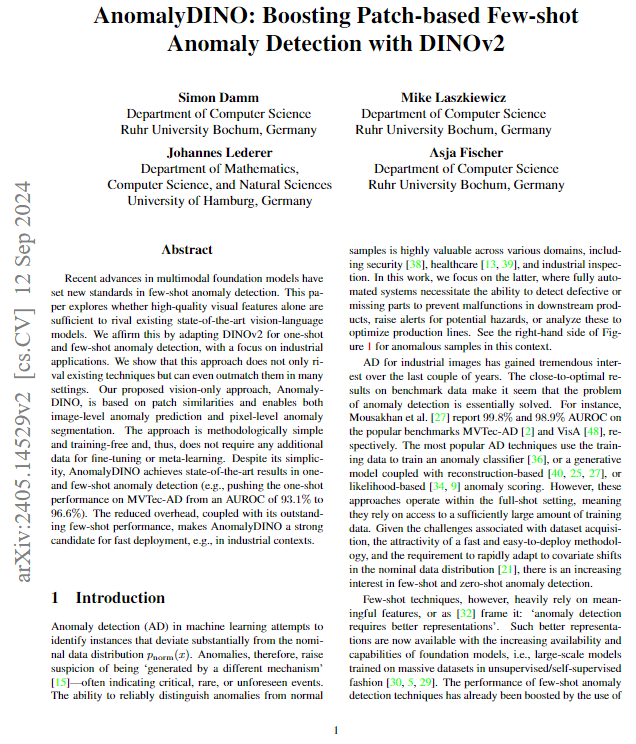 AnomalyDINO: Boosting Patch-based Few-shot
Anomaly Detection with DINOv2
Simon Damm
Department of Computer Science
Ruhr University Bochum, Germany
Mike Laszkiewicz
Department of Computer Science
Ruhr University Bochum, Germany
Johannes Lederer
Department of Mathematics,
Computer Science, and Natural Sciences
University of Hamburg, Germany
Asja Fischer
Department of Computer Science
Ruhr University Bochum, Germany
arXiv:2405.14529v2 [cs.CV] 12 Sep 2024
Abstract
Recent advances in multimodal foundation models have
set new standards in few-shot anomaly detection. This pa-
per explores whether high-quality visual features alone are
sufficient to rival existing state-of-the-art vision-language
models. We affirm this by adapting DINOv2 for one-shot
and few-shot anomaly detection, with a focus on industrial
applications. We show that this approach does not only ri-
val existing techniques but can even outmatch them in many
settings. Our proposed vision-only approach, Anomaly-
DINO, is based on patch similarities and enables both
image-level anomaly prediction and pixel-level anomaly
segmentation. The approach is methodologically simple
and training-free and, thus, does not require any additional
data for fine-tuning or meta-learning. Despite its simplic-
ity, AnomalyDINO achieves state-of-the-art results in one-
and few-shot anomaly detection (e.g., pushing the one-shot
performance on MVTec-AD from an AUROC of 93.1% to
96.6%). The reduced overhead, coupled with its outstand-
ing few-shot performance, makes AnomalyDINO a strong
candidate for fast deployment, e.g., in industrial contexts.
1 Introduction
Anomaly detection (AD) in machine learning attempts to
identify instances that deviate substantially from the nomi-
nal data distribution pnorm(x). Anomalies, therefore, raise
suspicion of being ‘generated by a different mechanism’
[15]—often indicating critical, rare, or unforeseen events.
The ability to reliably distinguish anomalies from normal
samples is highly valuable across various domains, includ-
ing security [38], healthcare [13, 39], and industrial inspec-
tion. In this work, we focus on the latter, where fully auto-
mated systems necessitate the ability to detect defective or
missing parts to prevent malfunctions in downstream prod-
ucts, raise alerts for potential hazards, or analyze these to
optimize production lines. See the right-hand side of Fig-
ure 1 for anomalous samples in this context.
AD for industrial images has gained tremendous inter-
est over the last couple of years. The close-to-optimal re-
sults on benchmark data make it seem that the problem
of anomaly detection is essentially solved. For instance,
Mousakhan et al. [27] report 99.8% and 98.9% AUROC on
the popular benchmarks MVTec-AD [2] and VisA [48], re-
spectively. The most popular AD techniques use the train-
ing data to train an anomaly classifier [36], or a generative
model coupled with reconstruction-based [40, 25, 27], or
likelihood-based [34, 9] anomaly scoring. However, these
approaches operate within the full-shot setting, meaning
they rely on access to a sufficiently large amount of training
data. Given the challenges associated with dataset acquisi-
tion, the attractivity of a fast and easy-to-deploy methodol-
ogy, and the requirement to rapidly adapt to covariate shifts
in the nominal data distribution [21], there is an increasing
interest in few-shot and zero-shot anomaly detection.
Few-shot techniques, however, heavily rely on mean-
ingful features, or as [32] frame it: ‘anomaly detection
requires better representations’. Such better representa-
tions are now available with the increasing availability and
capabilities of foundation models, i.e., large-scale models
trained on massive datasets in unsupervised/self-supervised
fashion [30, 5, 29]. The performance of few-shot anomaly
detection techniques has already been boosted by the use of
1